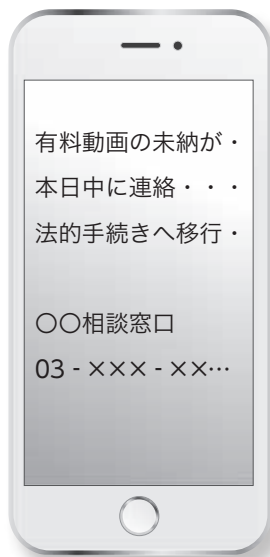 有料動画の未納が・
本日中に連絡・・・
法的手続きへ移行・
〇〇相談窓口
03 - ××× - ××…